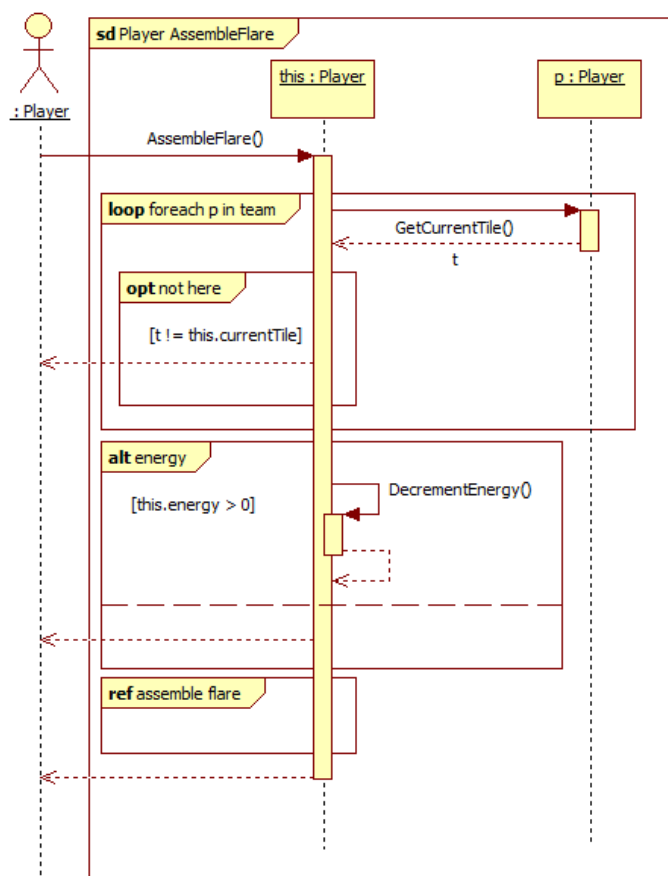 sd Player AssembleFlare
: Player
this : Player
p : Player
AssembleFlare()
loop foreach p in team
GetCurrentTile()
t
opt not here
[t != this.currentTile]
alt energy
[this.energy > 0]
DecrementEnergy()
ref assemble flare